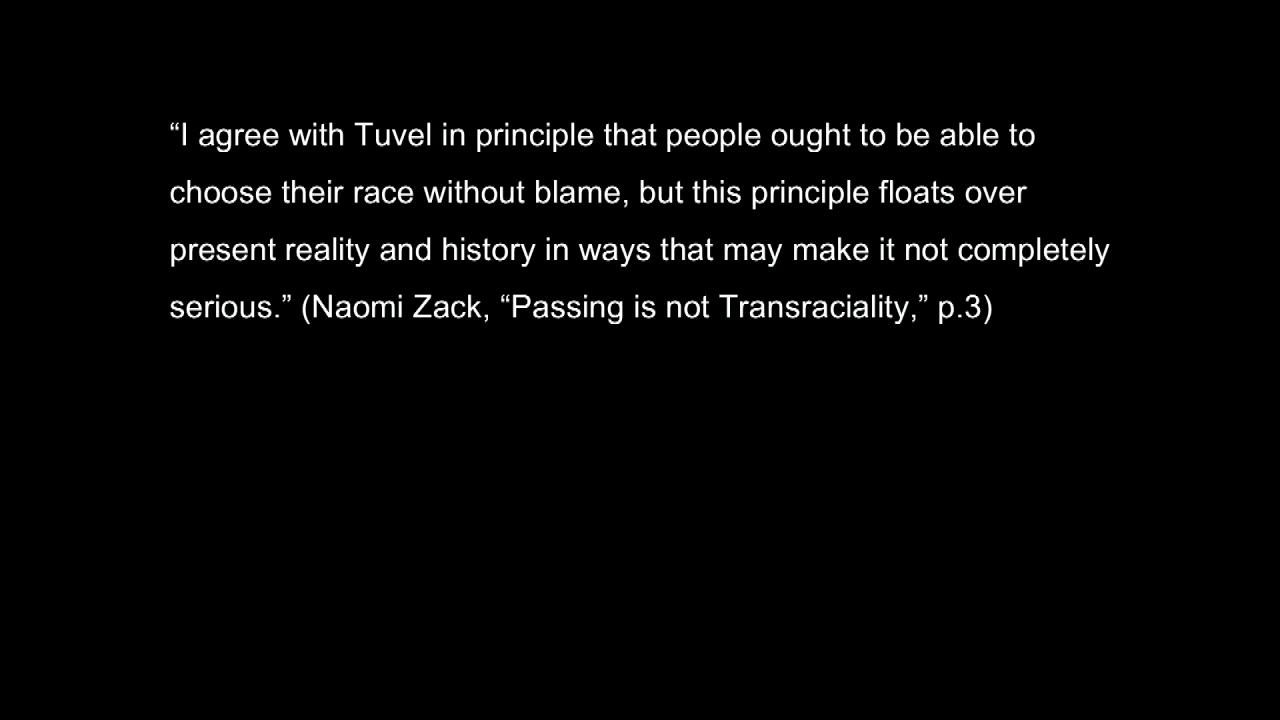 “I agree with Tuvel in principle that people ought to be able to
choose their race without blame, but this principle floats over
present reality and history in ways that may make it not completely
serious.” (Naomi Zack, “Passing is not Transraciality,” p.3)